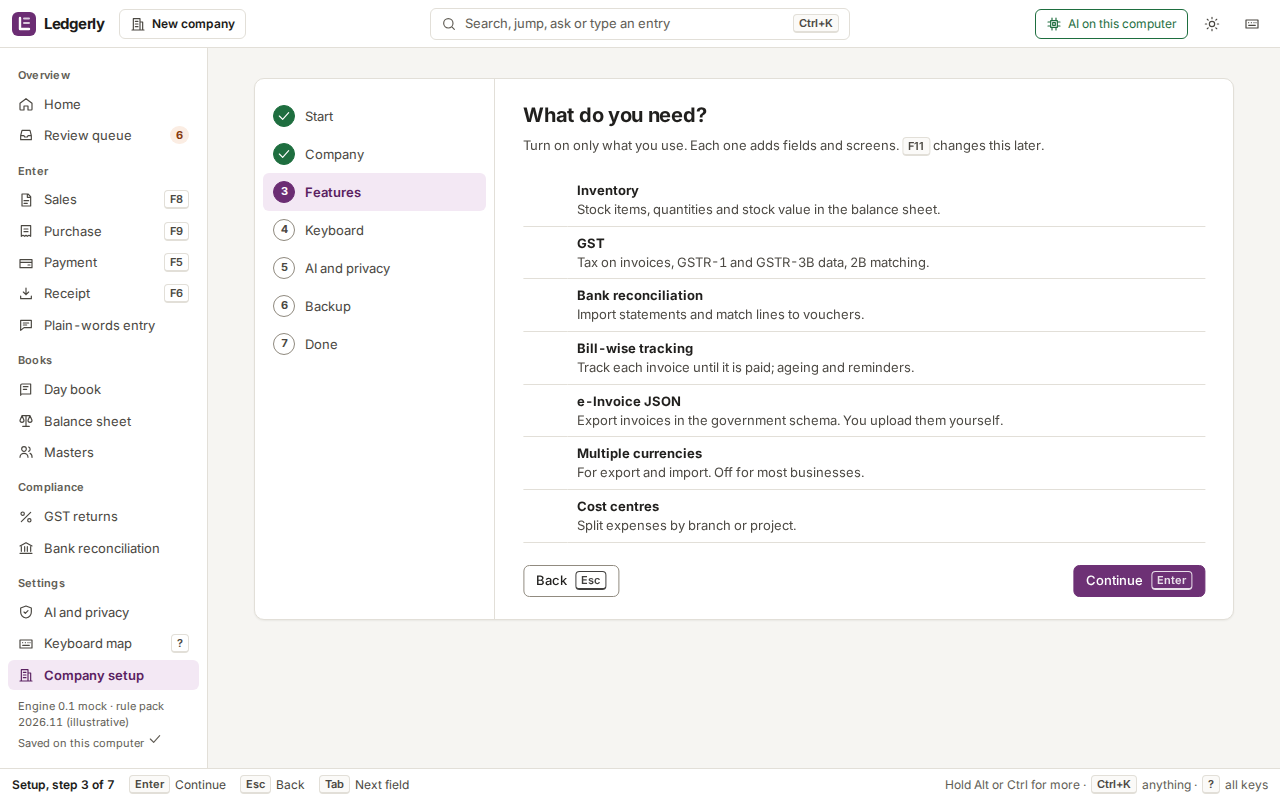 Ledgerly
New company
Search, jump, ask or type an entry
Ctrl+K
AI on this computer
Overview
Home
Review queue 6
Enter
Sales F8
Purchase F9
Payment F5
Receipt F6
Plain-words entry
Books
Day book
Balance sheet
Masters
Compliance
GST returns
Bank reconciliation
Settings
AI and privacy
Keyboard map ?
Company setup
Engine 0.1 mock · rule pack
2026.11 (illustrative)
Saved on this computer
Start
Company
3 Features
4 Keyboard
5 AI and privacy
6 Backup
7 Done
What do you need?
Turn on only what you use. Each one adds fields and screens. F11 changes this later.
Inventory
Stock items, quantities and stock value in the balance sheet.
GST
Tax on invoices, GSTR-1 and GSTR-3B data, 2B matching.
Bank reconciliation
Import statements and match lines to vouchers.
Bill-wise tracking
Track each invoice until it is paid; ageing and reminders.
e-Invoice JSON
Export invoices in the government schema. You upload them yourself.
Multiple currencies
For export and import. Off for most businesses.
Cost centres
Split expenses by branch or project.
Back Esc
Continue Enter
Setup, step 3 of 7 Enter Continue Esc Back Tab Next field
Hold Alt or Ctrl for more · Ctrl+K anything · ? all keys